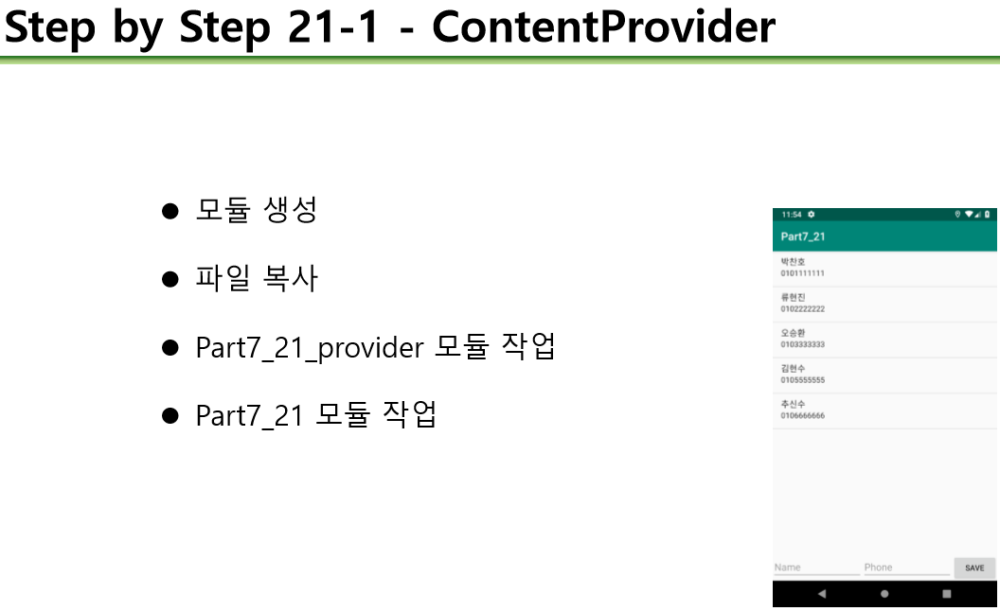 Step by Step 21-1 - ContentProvider
● 모듈 생성
● 파일 복사
● Part7_21_provider 모듈 작업
● Part7_21 모듈 작업
11:54
Part7_21
박찬호
0101111111
류현진
0102222222
오승환
0103333333
김현수
0105555555
추신수
0106666666
Name Phone SAVE